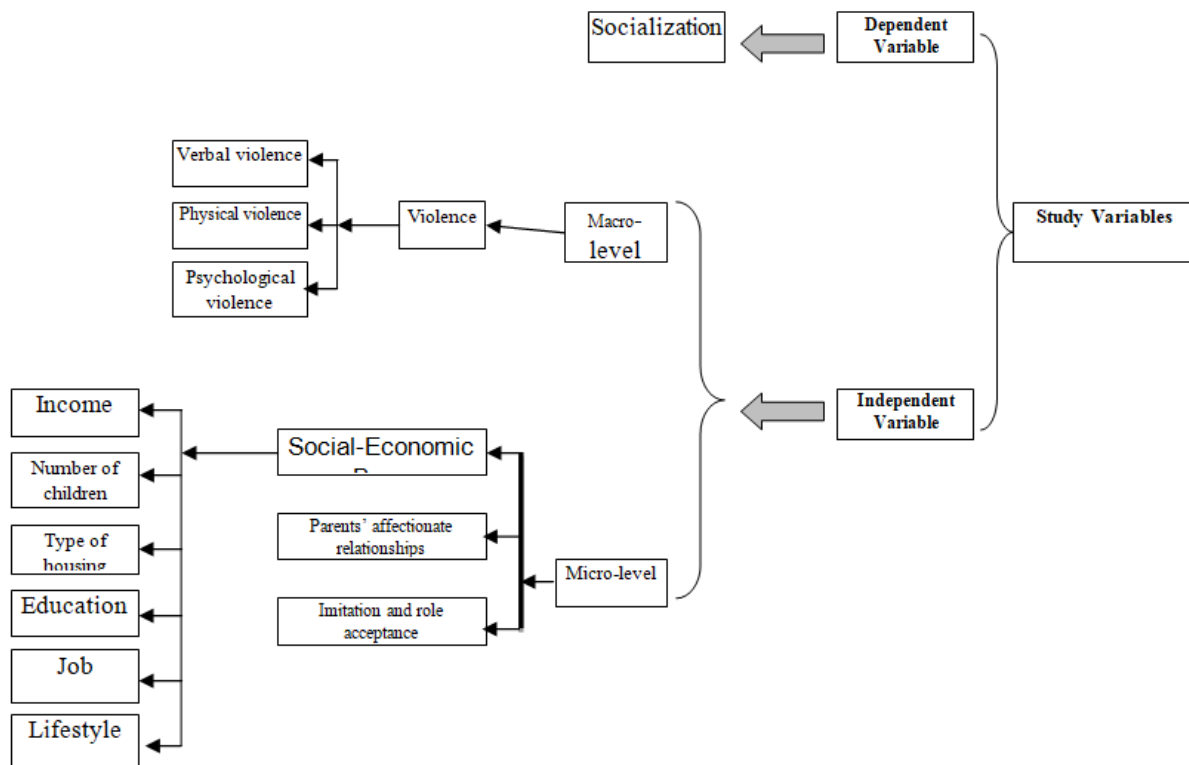 Socialization
Dependent
Variable
Verbal violence
Physical violence
Violence
Macro-
level
Study Variables
Psychological
violence
Income
Independent
Variable
Social-Economic
Number of
children
Parents’ affectionate
relationships
Type of
housing
Micro-level
Education
Imitation and role
acceptance
Job
Lifestyle